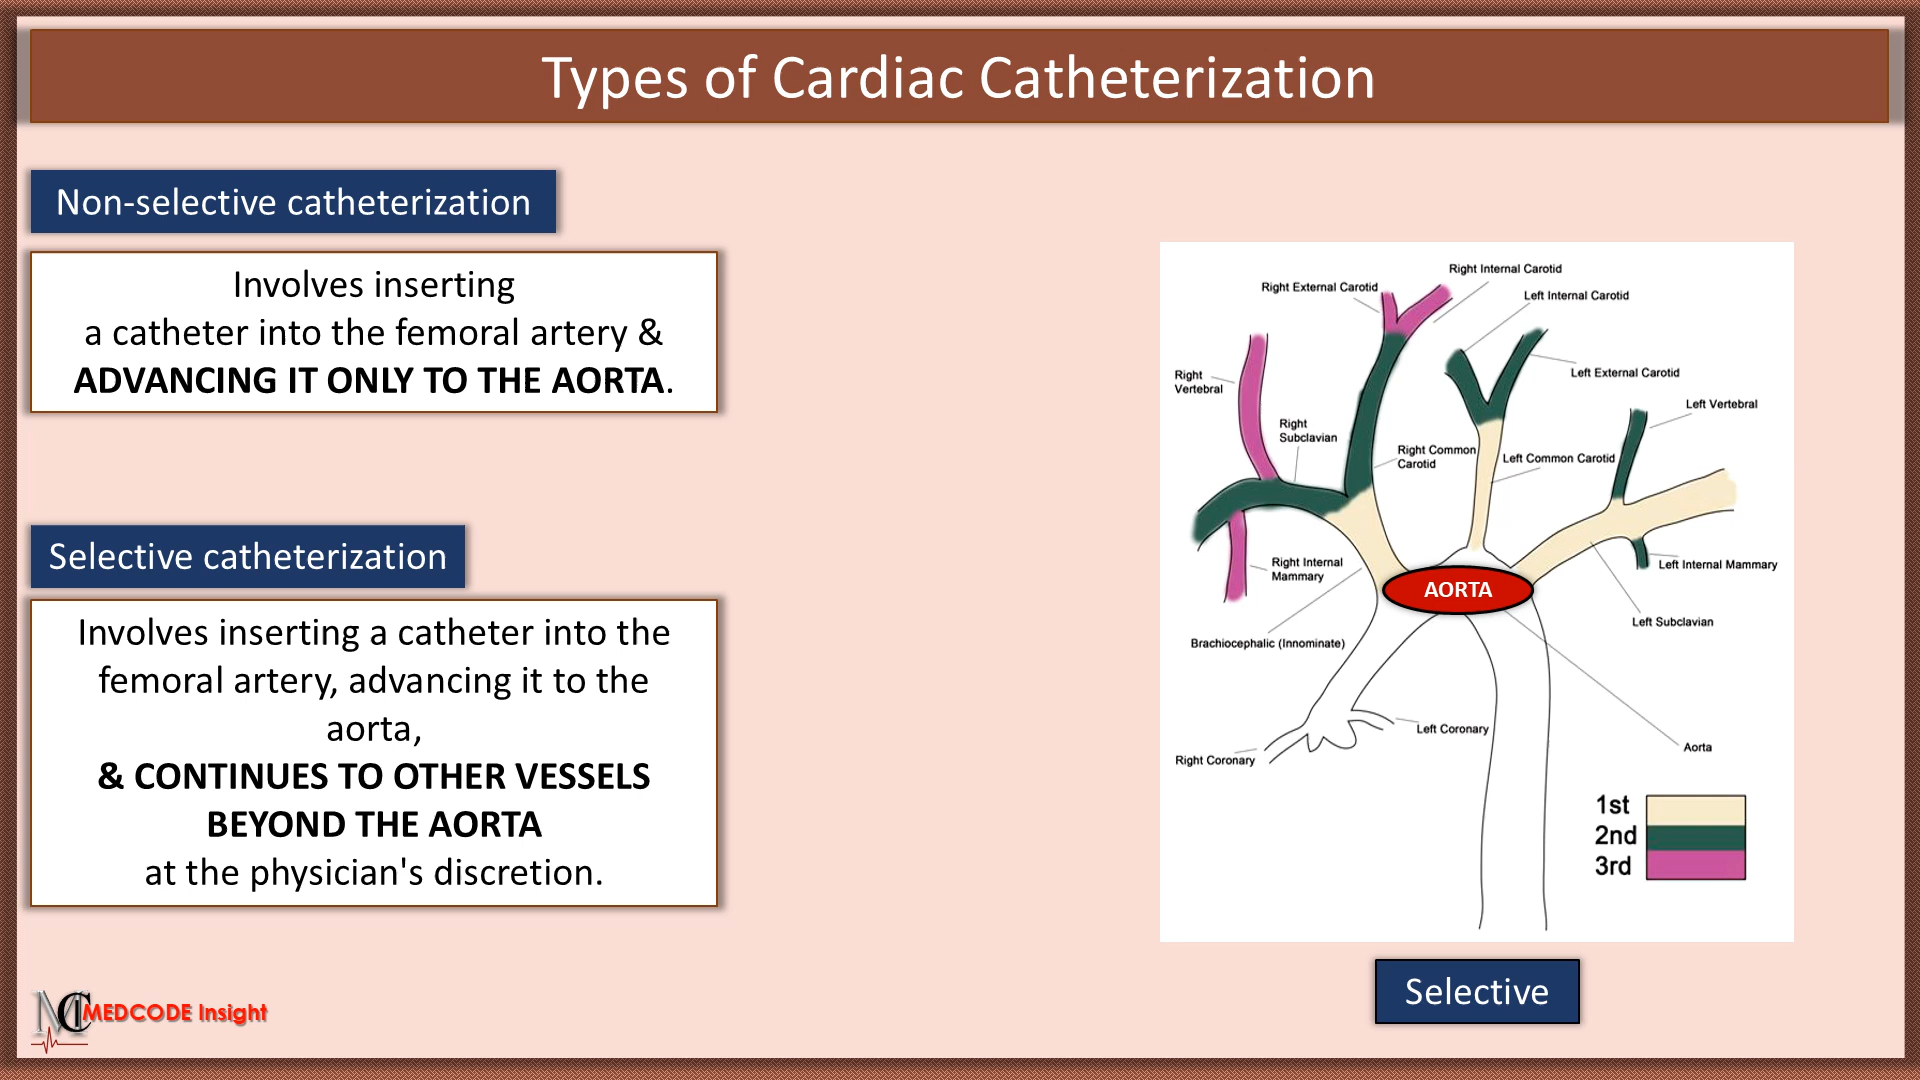 Types of Cardiac Catheterization
Non-selective catheterization
Involves inserting
a catheter into the femoral artery &
ADVANCING IT ONLY TO THE AORTA.
Selective catheterization
Involves inserting a catheter into the
femoral artery, advancing it to the
aorta,
& CONTINUES TO OTHER VESSELS
BEYOND THE AORTA
at the physician's discretion.
Right Internal Carotid
Right External Carotid
Left Internal Carotid
Right
Vertebral
Left External Carotid
Left Vertebral
Right
Subclavian
Right Common
Carotid
Left Common Carotid
Right Internal
Mammary
Left Internal Mammary
AORTA
Left Subclavian
Brachiocephalic (Innominate)
Left Coronary
Right Coronary
Aorta
1st
2nd
3rd
Selective
MC MEDCODE Insight